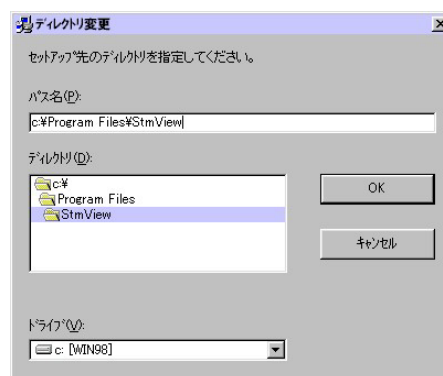 ディレクトリ変更
セットアップ先のディレクトリを指定してください。
パス名(P):
c:¥Program Files¥StmView
ディレクトリ(D):
c:¥
Program Files
StmView
OK
キャンセル
ドライブ(V):
c: [WIN98]